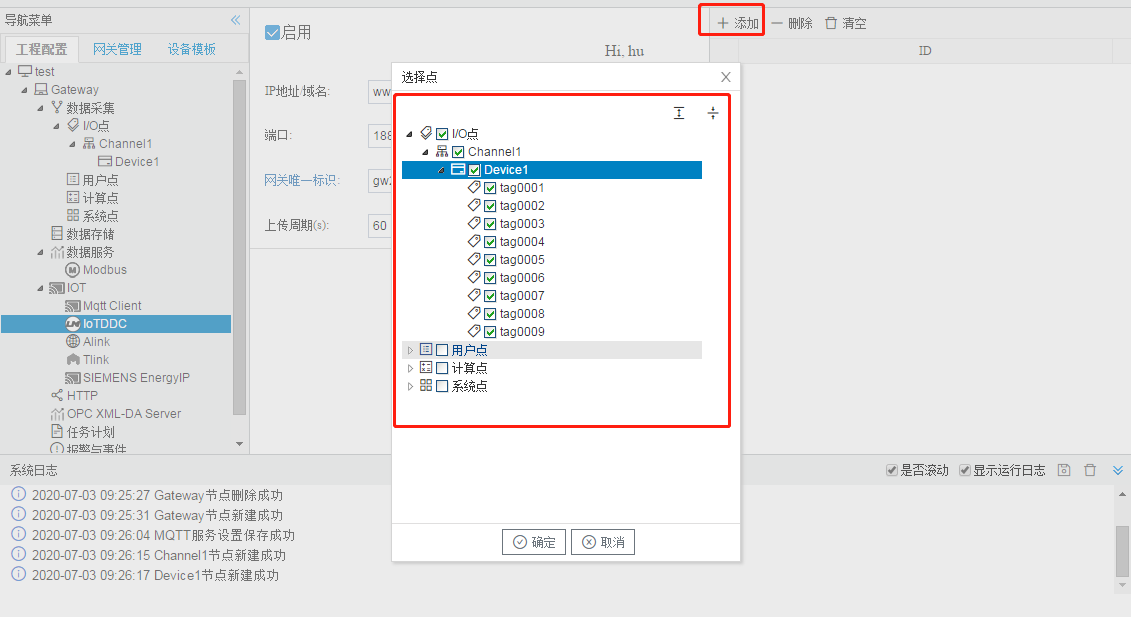 导航菜单
工程配置 网关管理 设备模板
test
Gateway
数据采集
I/O点
Channel1
Device1
用户点
计算点
系统点
数据存储
数据服务
Modbus
IOT
Mqtt Client
IoTDDC
Alink
Tlink
SIEMENS EnergyIP
HTTP
OPC XML-DA Server
任务计划
报警与事件
启用
Hi, hu
IP地址/域名: ww
端口: 188
网关唯一标识: gw
上传周期(s): 60
添加 删除 清空
ID
选择点
I/O点
Channel1
Device1
tag0001
tag0002
tag0003
tag0004
tag0005
tag0006
tag0007
tag0008
tag0009
用户点
计算点
系统点
确定 取消
系统日志
是否滚动 显示运行日志
2020-07-03 09:25:27 Gateway节点删除成功
2020-07-03 09:25:31 Gateway节点新建成功
2020-07-03 09:26:04 MQTT服务设置保存成功
2020-07-03 09:26:15 Channel1节点新建成功
2020-07-03 09:26:17 Device1节点新建成功